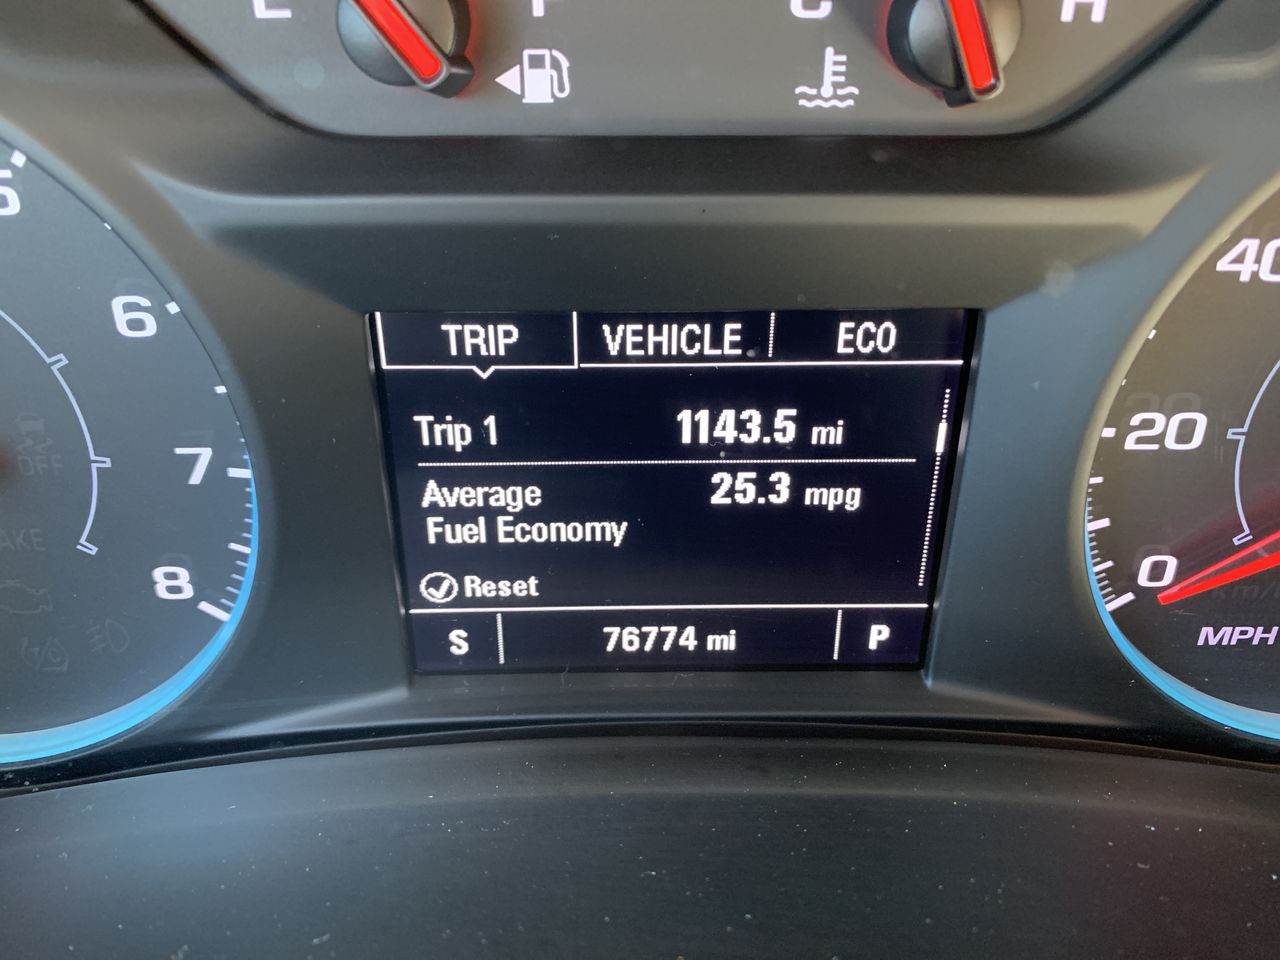 E F C H
5
6
7
8
OFF
40
20
0
MPH
TRIP VEHICLE ECO
Trip 1 1143.5 mi
Average 25.3 mpg
Fuel Economy
Reset
S 76774 mi P